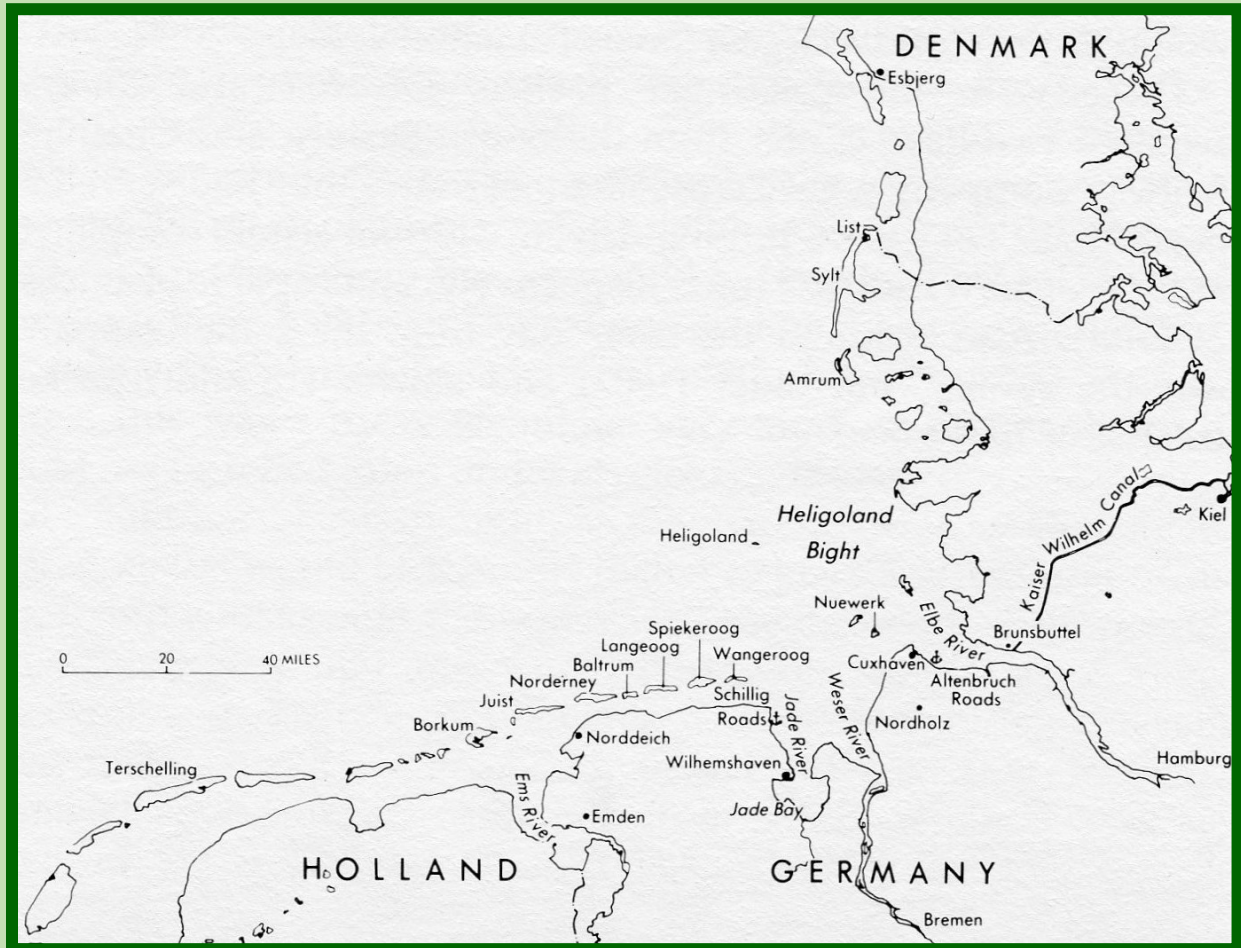 DENMARK
Esbjerg
List
Sylt
Amrum
Heligoland
Bight
Heligoland
Kaiser Wilhelm Canal
Kiel
Nuewerk
Elbe River
Brunsbuttel
Spiekeroog
Langeoog
Wangeroog
Baltrum
Norderney
Juist
Borkum
Terschelling
0 20 40 MILES
Schillig
Roads
Jade River
Weser River
Cuxhaven
Altenbruch
Roads
Nordholz
Norddeich
Wilhemshaven
Hamburg
Ems River
Emden
Jade Bay
HOLLAND
GERMANY
Bremen